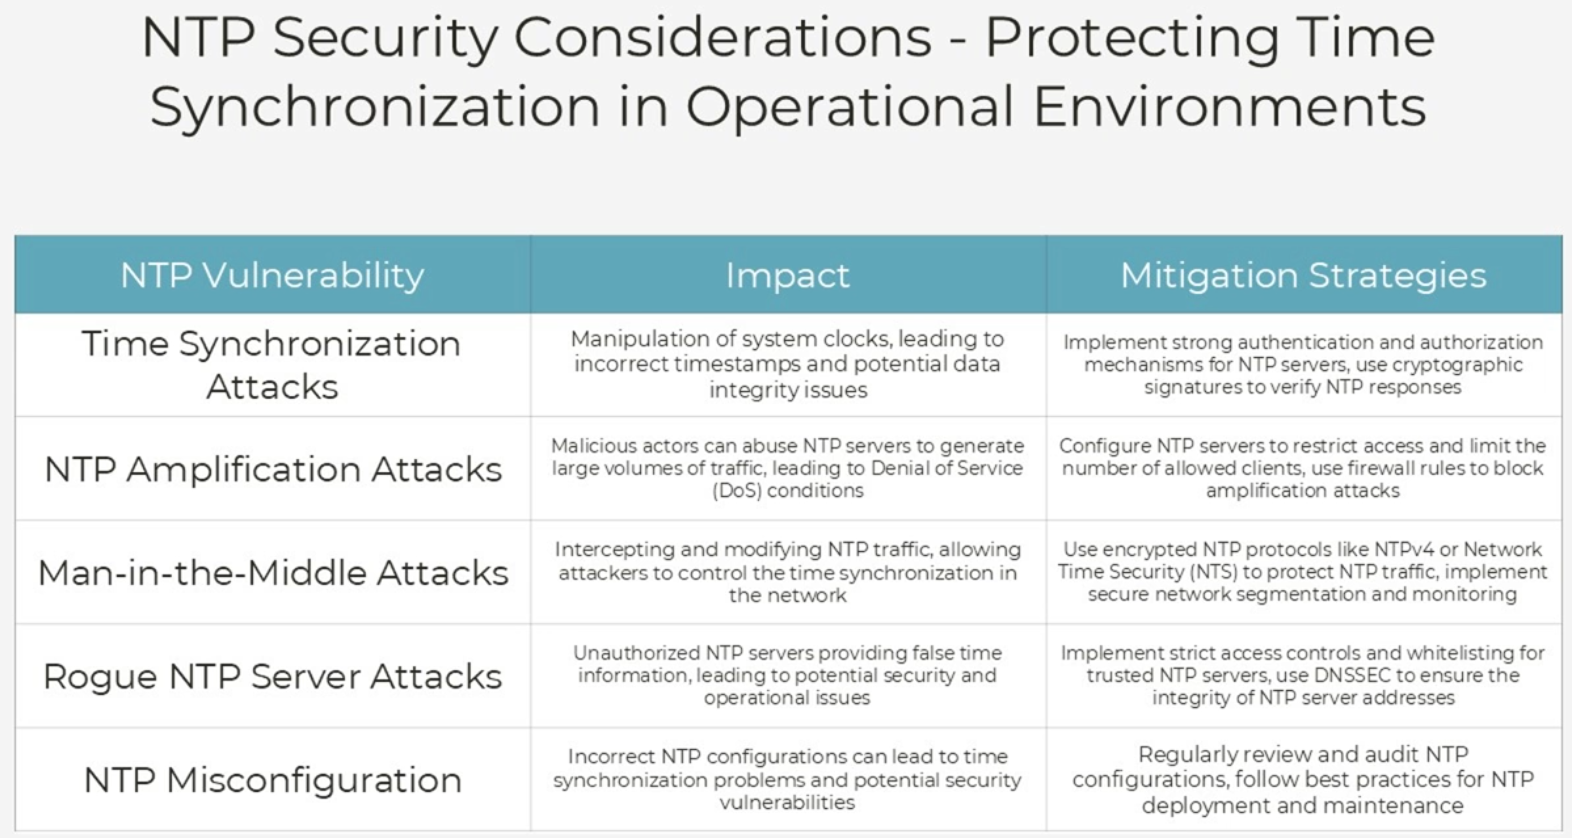 NTP Security Considerations - Protecting Time
Synchronization in Operational Environments
NTP Vulnerability
Impact
Mitigation Strategies
Time Synchronization
Attacks
Manipulation of system clocks, leading to
incorrect timestamps and potential data
integrity issues
Implement strong authentication and authorization
mechanisms for NTP servers, use cryptographic
signatures to verify NTP responses
NTP Amplification Attacks
Malicious actors can abuse NTP servers to generate
large volumes of traffic, leading to Denial of Service
(DoS) conditions
Configure NTP servers to restrict access and limit the
number of allowed clients, use firewall rules to block
amplification attacks
Man-in-the-Middle Attacks
Intercepting and modifying NTP traffic, allowing
attackers to control the time synchronization in
the network
Use encrypted NTP protocols like NTPv4 or Network
Time Security (NTS) to protect NTP traffic, implement
secure network segmentation and monitoring
Rogue NTP Server Attacks
Unauthorized NTP servers providing false time
information, leading to potential security and
operational issues
Implement strict access controls and whitelisting for
trusted NTP servers, use DNSSEC to ensure the
integrity of NTP server addresses
NTP Misconfiguration
Incorrect NTP configurations can lead to time
synchronization problems and potential security
vulnerabilities
Regularly review and audit NTP
configurations, follow best practices for NTP
deployment and maintenance